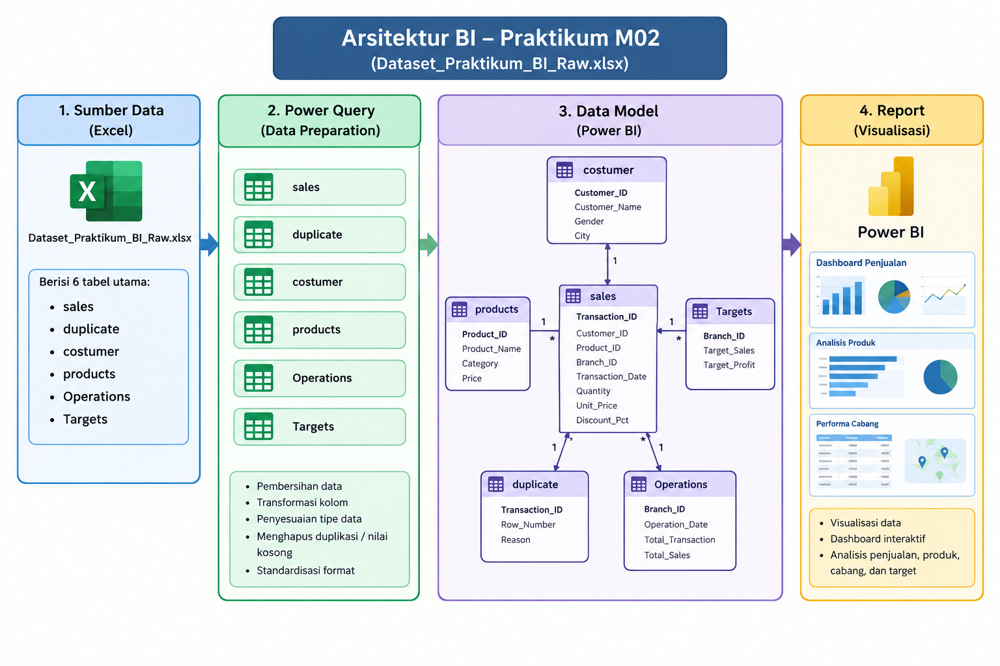 Arsitektur BI – Praktikum M02
(Dataset_Praktikum_BI_Raw.xlsx)
1. Sumber Data
(Excel)
X
Dataset_Praktikum_BI_Raw.xlsx
Berisi 6 tabel utama:
• sales
• duplicate
• costumer
• products
• Operations
• Targets
2. Power Query
(Data Preparation)
sales
duplicate
costumer
products
Operations
Targets
• Pembersihan data
• Transformasi kolom
• Penyesuaian tipe data
• Menghapus duplikasi / nilai
kosong
• Standardisasi format
3. Data Model
(Power BI)
costumer
Customer_ID
Customer_Name
Gender
City
1
products
Product_ID
Product_Name
Category
Price
1
*
sales
Transaction_ID
Customer_ID
Product_ID
Branch_ID
Transaction_Date
Quantity
Unit_Price
Discount_Pct
1
*
Targets
Branch_ID
Target_Sales
Target_Profit
1
*
*
1
duplicate
Transaction_ID
Row_Number
Reason
Operations
Branch_ID
Operation_Date
Total_Transaction
Total_Sales
4. Report
(Visualisasi)
Power BI
Dashboard Penjualan
Analisis Produk
Performa Cabang
• Visualisasi data
• Dashboard interaktif
• Analisis penjualan, produk,
cabang, dan target